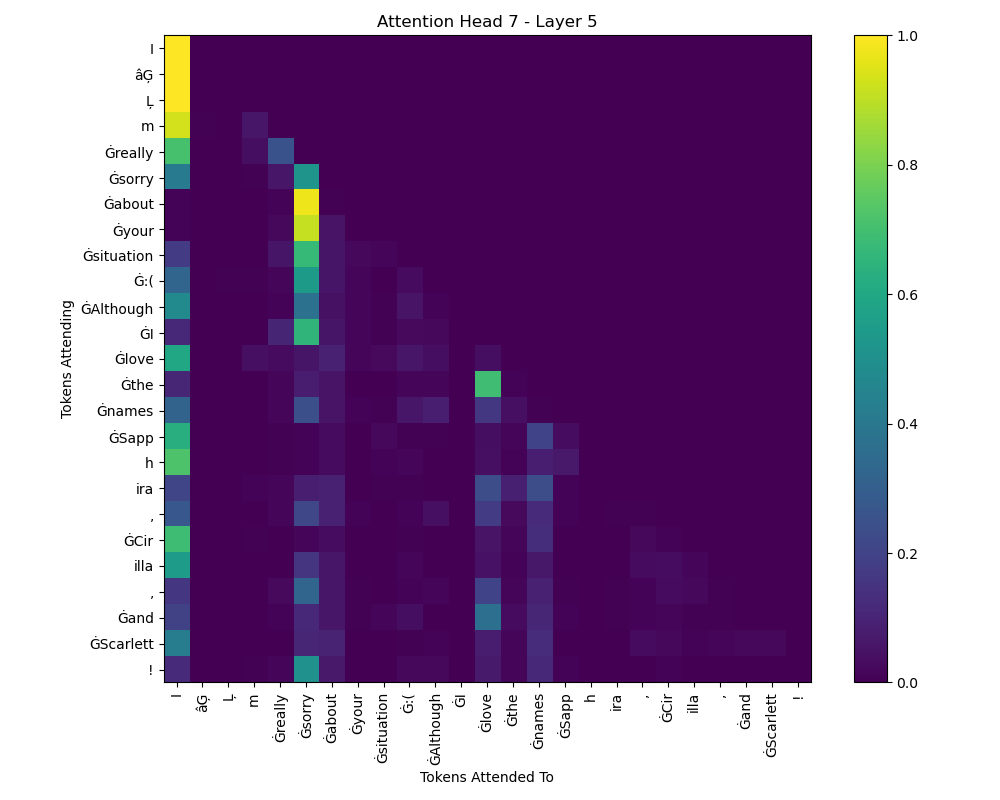 Attention Head 7 - Layer 5
I
âĢ
Ļ
m
Ġreally
Ġsorry
Ġabout
Ġyour
Ġsituation
Ġ:(
ĠAlthough
ĠI
Ġlove
Ġthe
Ġnames
ĠSapp
h
ira
,
ĠCir
illa
,
Ġand
ĠScarlett
!
Tokens Attending
I
âĢ
Ļ
m
Ġreally
Ġsorry
Ġabout
Ġyour
Ġsituation
Ġ:(
ĠAlthough
ĠI
Ġlove
Ġthe
Ġnames
ĠSapp
h
ira
,
ĠCir
illa
,
Ġand
ĠScarlett
!
Tokens Attended To
1.0
0.8
0.6
0.4
0.2
0.0